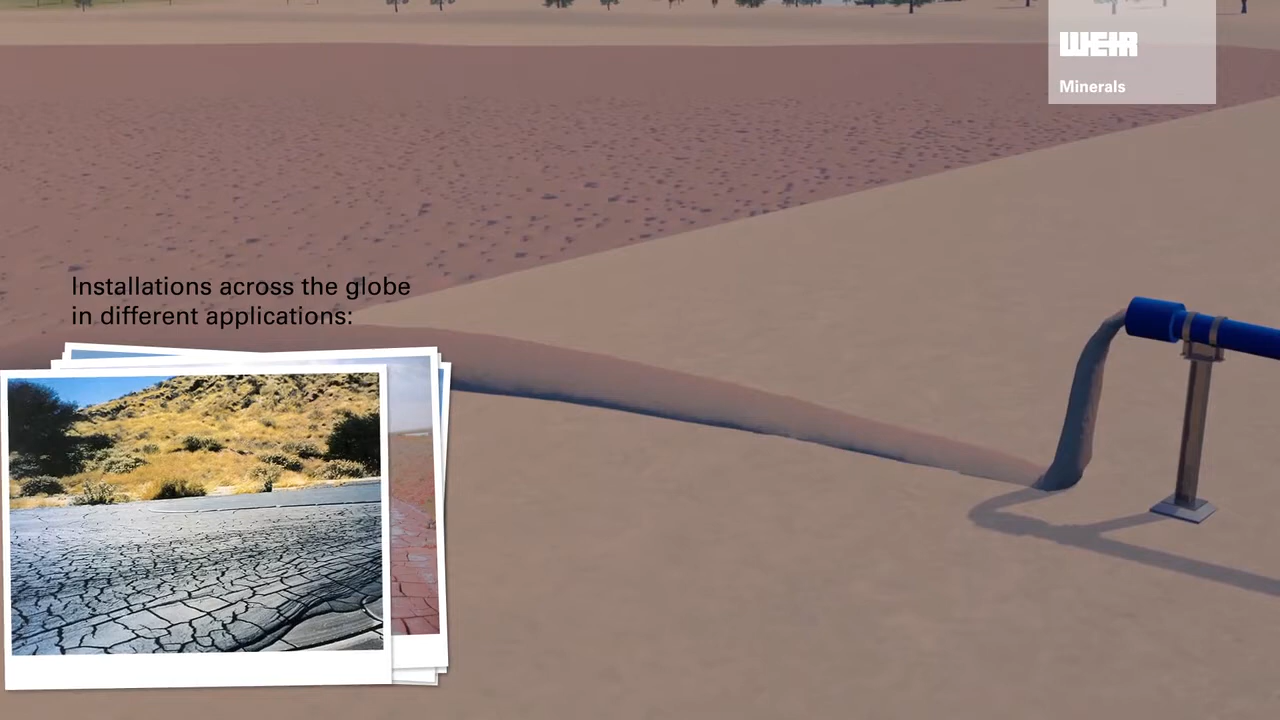 WEIR
Minerals
Installations across the globe
in different applications: